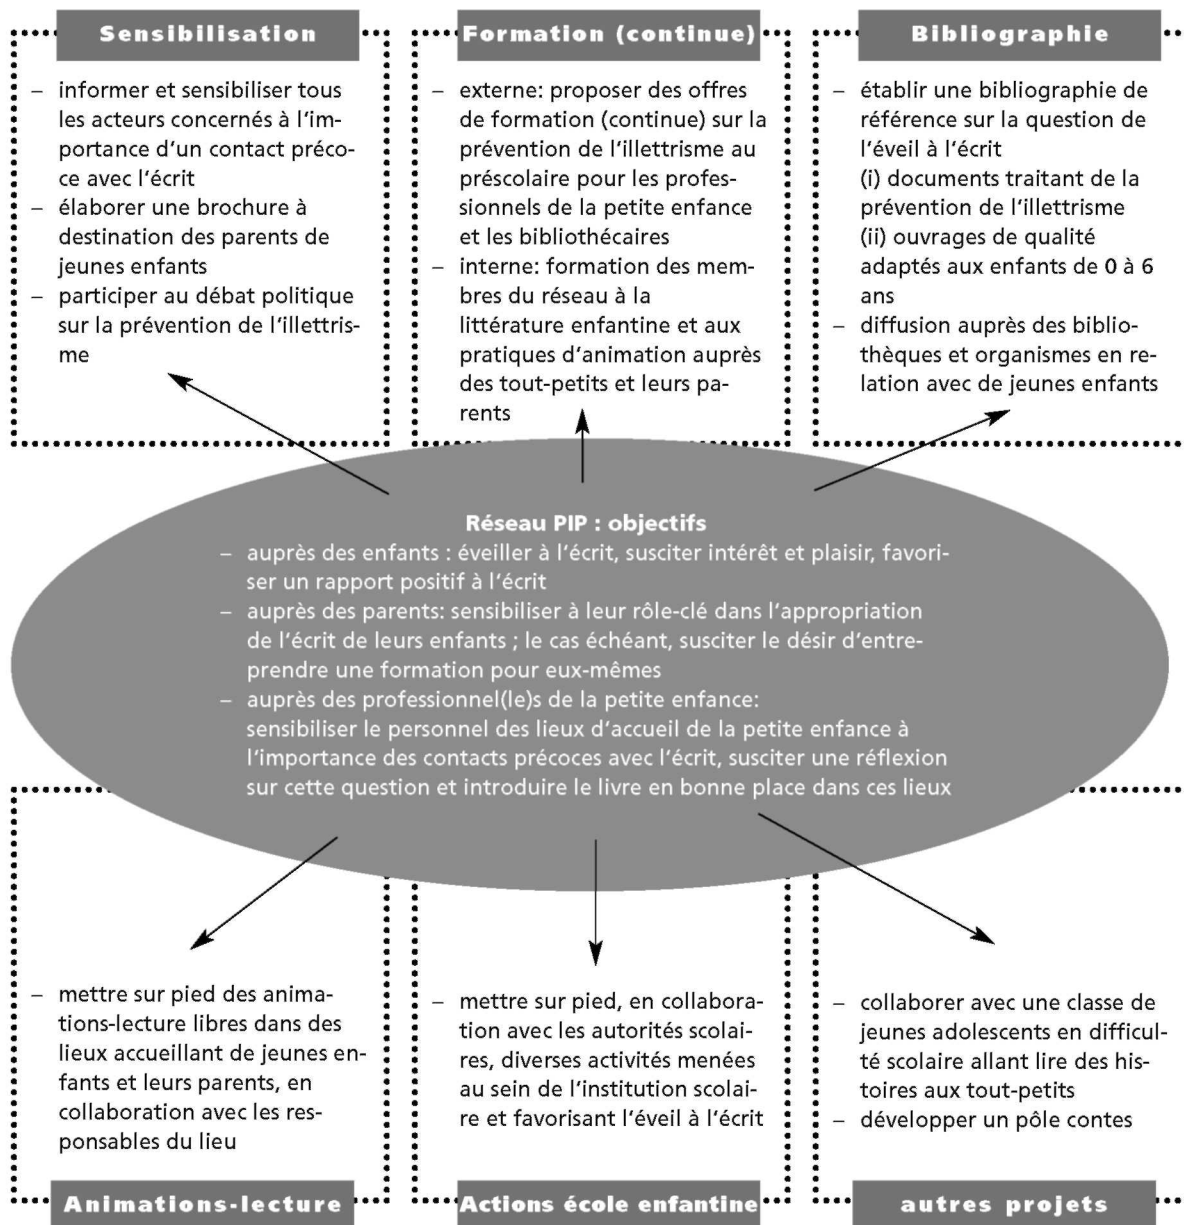 Sensibilisation
– informer et sensibiliser tous
les acteurs concernés à l‘im-
portance d‘un contact préco-
ce avec l‘écrit
– élaborer une brochure à
destination des parents de
jeunes enfants
– participer au débat politique
sur la prévention de l‘illettris-
me
Formation (continue)
– externe: proposer des offres
de formation (continue) sur la
prévention de l‘illettrisme au
préscolaire pour les profes-
sionnels de la petite enfance
et les bibliothécaires
– interne: formation des mem-
bres du réseau à la
littérature enfantine et aux
pratiques d‘animation auprès
des tout-petits et leurs pa-
rents
Bibliographie
– établir une bibliographie de
référence sur la question de
l‘éveil à l‘écrit
(i) documents traitant de la
prévention de l‘illettrisme
(ii) ouvrages de qualité
adaptés aux enfants de 0 à 6
ans
– diffusion auprès des biblio-
thèques et organismes en re-
lation avec de jeunes enfants
Réseau PIP : objectifs
– auprès des enfants : éveiller à l‘écrit, susciter intérêt et plaisir, favori-
ser un rapport positif à l‘écrit
– auprès des parents: sensibiliser à leur rôle-clé dans l‘appropriation
de l‘écrit de leurs enfants ; le cas échéant, susciter le désir d‘entre-
prendre une formation pour eux-mêmes
– auprès des professionnel(le)s de la petite enfance:
sensibiliser le personnel des lieux d‘accueil de la petite enfance à
l‘importance des contacts précoces avec l‘écrit, susciter une réflexion
sur cette question et introduire le livre en bonne place dans ces lieux
– mettre sur pied des anima-
tions-lecture libres dans des
lieux accueillant de jeunes en-
fants et leurs parents, en
collaboration avec les res-
ponsables du lieu
Animations-lecture
– mettre sur pied, en collabora-
tion avec les autorités scolai-
res, diverses activités menées
au sein de l‘institution scolai-
re et favorisant l‘éveil à l‘écrit
Actions école enfantine
– collaborer avec une classe de
jeunes adolescents en difficul-
té scolaire allant lire des his-
toires aux tout-petits
– développer un pôle contes
autres projets